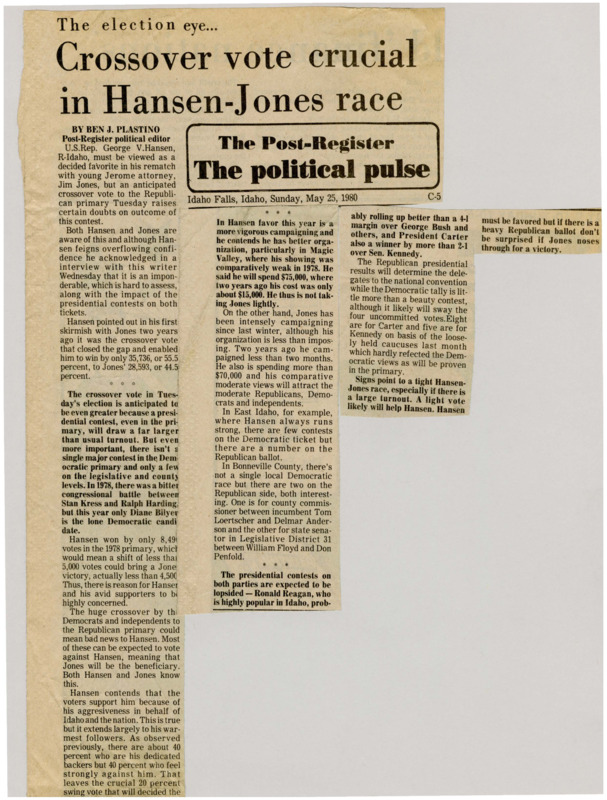 The election eye...
Crossover vote crucial
in Hansen-Jones race
BY BEN J. PLASTINO
Post-Register political editor
U.S.Rep. George V.Hansen,
R-Idaho, must be viewed as a
decided favorite in his rematch
with young Jerome attorney,
Jim Jones, but an anticipated
crossover vote to the Republi-
can primary Tuesday raises
certain doubts on outcome of
this contest.
Both Hansen and Jones are
aware of this and although Han-
sen feigns overflowing confi-
dence he acknowledged in a
interview with this writer
Wednesday that it is an impon-
derable, which is hard to assess,
along with the impact of the
presidential contests on both
tickets.
Hansen pointed out in his first
skirmish with Jones two years
ago it was the crossover vote
that closed the gap and enabled
him to win by only 35,736, or 55.5
percent, to Jones' 28,593, or 44.5
percent.
* * *
The crossover vote in Tues-
day's election is anticipated to
be even greater because a presi-
dential contest, even in the pri-
mary, will draw a far larger
than usual turnout. But even
more important, there isn't a
single major contest in the Dem-
ocratic primary and only a few
on the legislative and county
levels. In 1978, there was a bitter
congressional battle between
Stan Kress and Ralph Harding,
but this year only Diane Bilyeu
is the lone Democratic candi
date.
Hansen won by only 8,49
votes in the 1978 primary, which
would mean a shift of less than
5,000 votes could bring a Jone
victory, actually less than 4,500
Thus, there is reason for Hansen
and his avid supporters to be
highly concerned.
The huge crossover by the
Democrats and independents to
the Republican primary could
mean bad news to Hansen. Most
of these can be expected to vote
against Hansen, meaning that
Jones will be the beneficiary.
Both Hansen and Jones know
this.
Hansen contends that the
voters support him because of
his aggresiveness in behalf of
Idaho and the nation. This is true
but it extends largely to his war-
mest followers. As observed
previously, there are about 40
percent who are his dedicated
backers but 40 percent who feel
strongly against him. That
leaves the crucial 20 percent
swing vote that will decided the
The Post-Register
The political pulse
Idaho Falls, Idaho, Sunday, May 25, 1980 C-5
* * *
In Hansen favor this year is a
more vigorous campaigning and
he contends he has better orga-
nization, particularly in Magic
Valley, where his showing was
comparatively weak in 1978. He
said he will spend $75,000, where
two years ago his cost was only
about $15,000. He thus is not tak-
ing Jones lightly.
On the other hand, Jones has
been intensely campaigning
since last winter, although his
organization is less than impos-
ing. Two years ago he cam-
paigned less than two months.
He also is spending more than
$70,000 and his comparative
moderate views will attract the
moderate Republicans, Demo-
crats and independents.
In East Idaho, for example,
where Hansen always runs
strong, there are few contests
on the Democratic ticket but
there are a number on the
Republican ballot.
In Bonneville County, there's
not a single local Democratic
race but there are two on the
Republican side, both interest-
ing. One is for county commis-
sioner between incumbent Tom
Loertscher and Delmar Ander-
son and the other for state sena-
tor in Legislative District 31
between William Floyd and Don
Penfold.
* * *
The presidential contests on
both parties are expected to be
lopsided — Ronald Reagan, who
is highly popular in Idaho, prob-
ably rolling up better than a 4-1
margin over George Bush and
others, and President Carter
also a winner by more than 2-1
over Sen. Kennedy.
The Republican presidential
results will determine the dele-
gates to the national convention
while the Democratic tally is lit-
tle more than a beauty contest,
although it likely will sway the
four uncommitted votes.Eight
are for Carter and five are for
Kennedy on basis of the loose-
ly held caucuses last month
which hardly refected the Dem-
ocratic views as will be proven
in the primary.
Signs point to a tight Hansen-
Jones race, especially if there is
a large turnout. A light vote
likely will help Hansen. Hansen
must be favored but if there is a
heavy Republican ballot don't
be surprised if Jones noses
through for a victory.